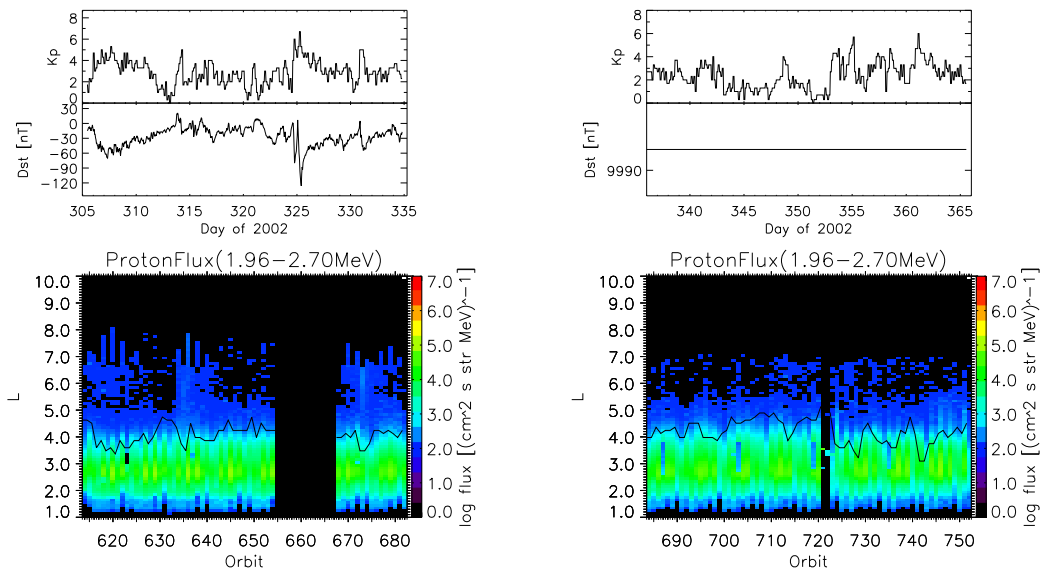 8
6
4
2
0
Kp
30
0
−30
−60
−90
−120
Dst [nT]
305 310 315 320 325 330 335
Day of 2002
ProtonFlux(1.96−2.70MeV)
10.0
9.0
8.0
7.0
6.0
5.0
4.0
3.0
2.0
1.0
L
620 630 640 650 660 670 680
Orbit
7.0
6.0
5.0
4.0
3.0
2.0
1.0
0.0
log flux [(cm^2 s str MeV)^−1]
8
6
4
2
0
Kp
9990
Dst [nT]
340 345 350 355 360 365
Day of 2002
ProtonFlux(1.96−2.70MeV)
10.0
9.0
8.0
7.0
6.0
5.0
4.0
3.0
2.0
1.0
L
690 700 710 720 730 740 750
Orbit
7.0
6.0
5.0
4.0
3.0
2.0
1.0
0.0
log flux [(cm^2 s str MeV)^−1]